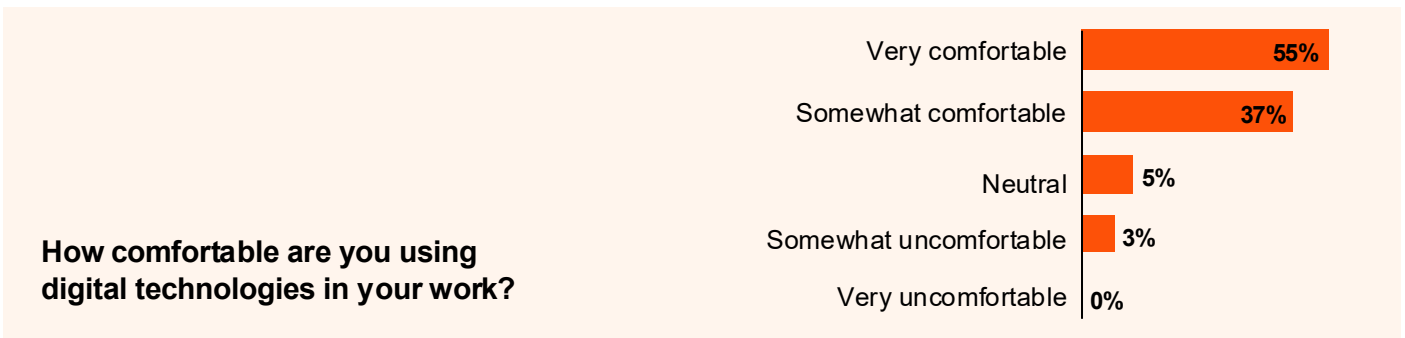 Very comfortable 55%
Somewhat comfortable 37%
Neutral 5%
Somewhat uncomfortable 3%
Very uncomfortable 0%
How comfortable are you using
digital technologies in your work?